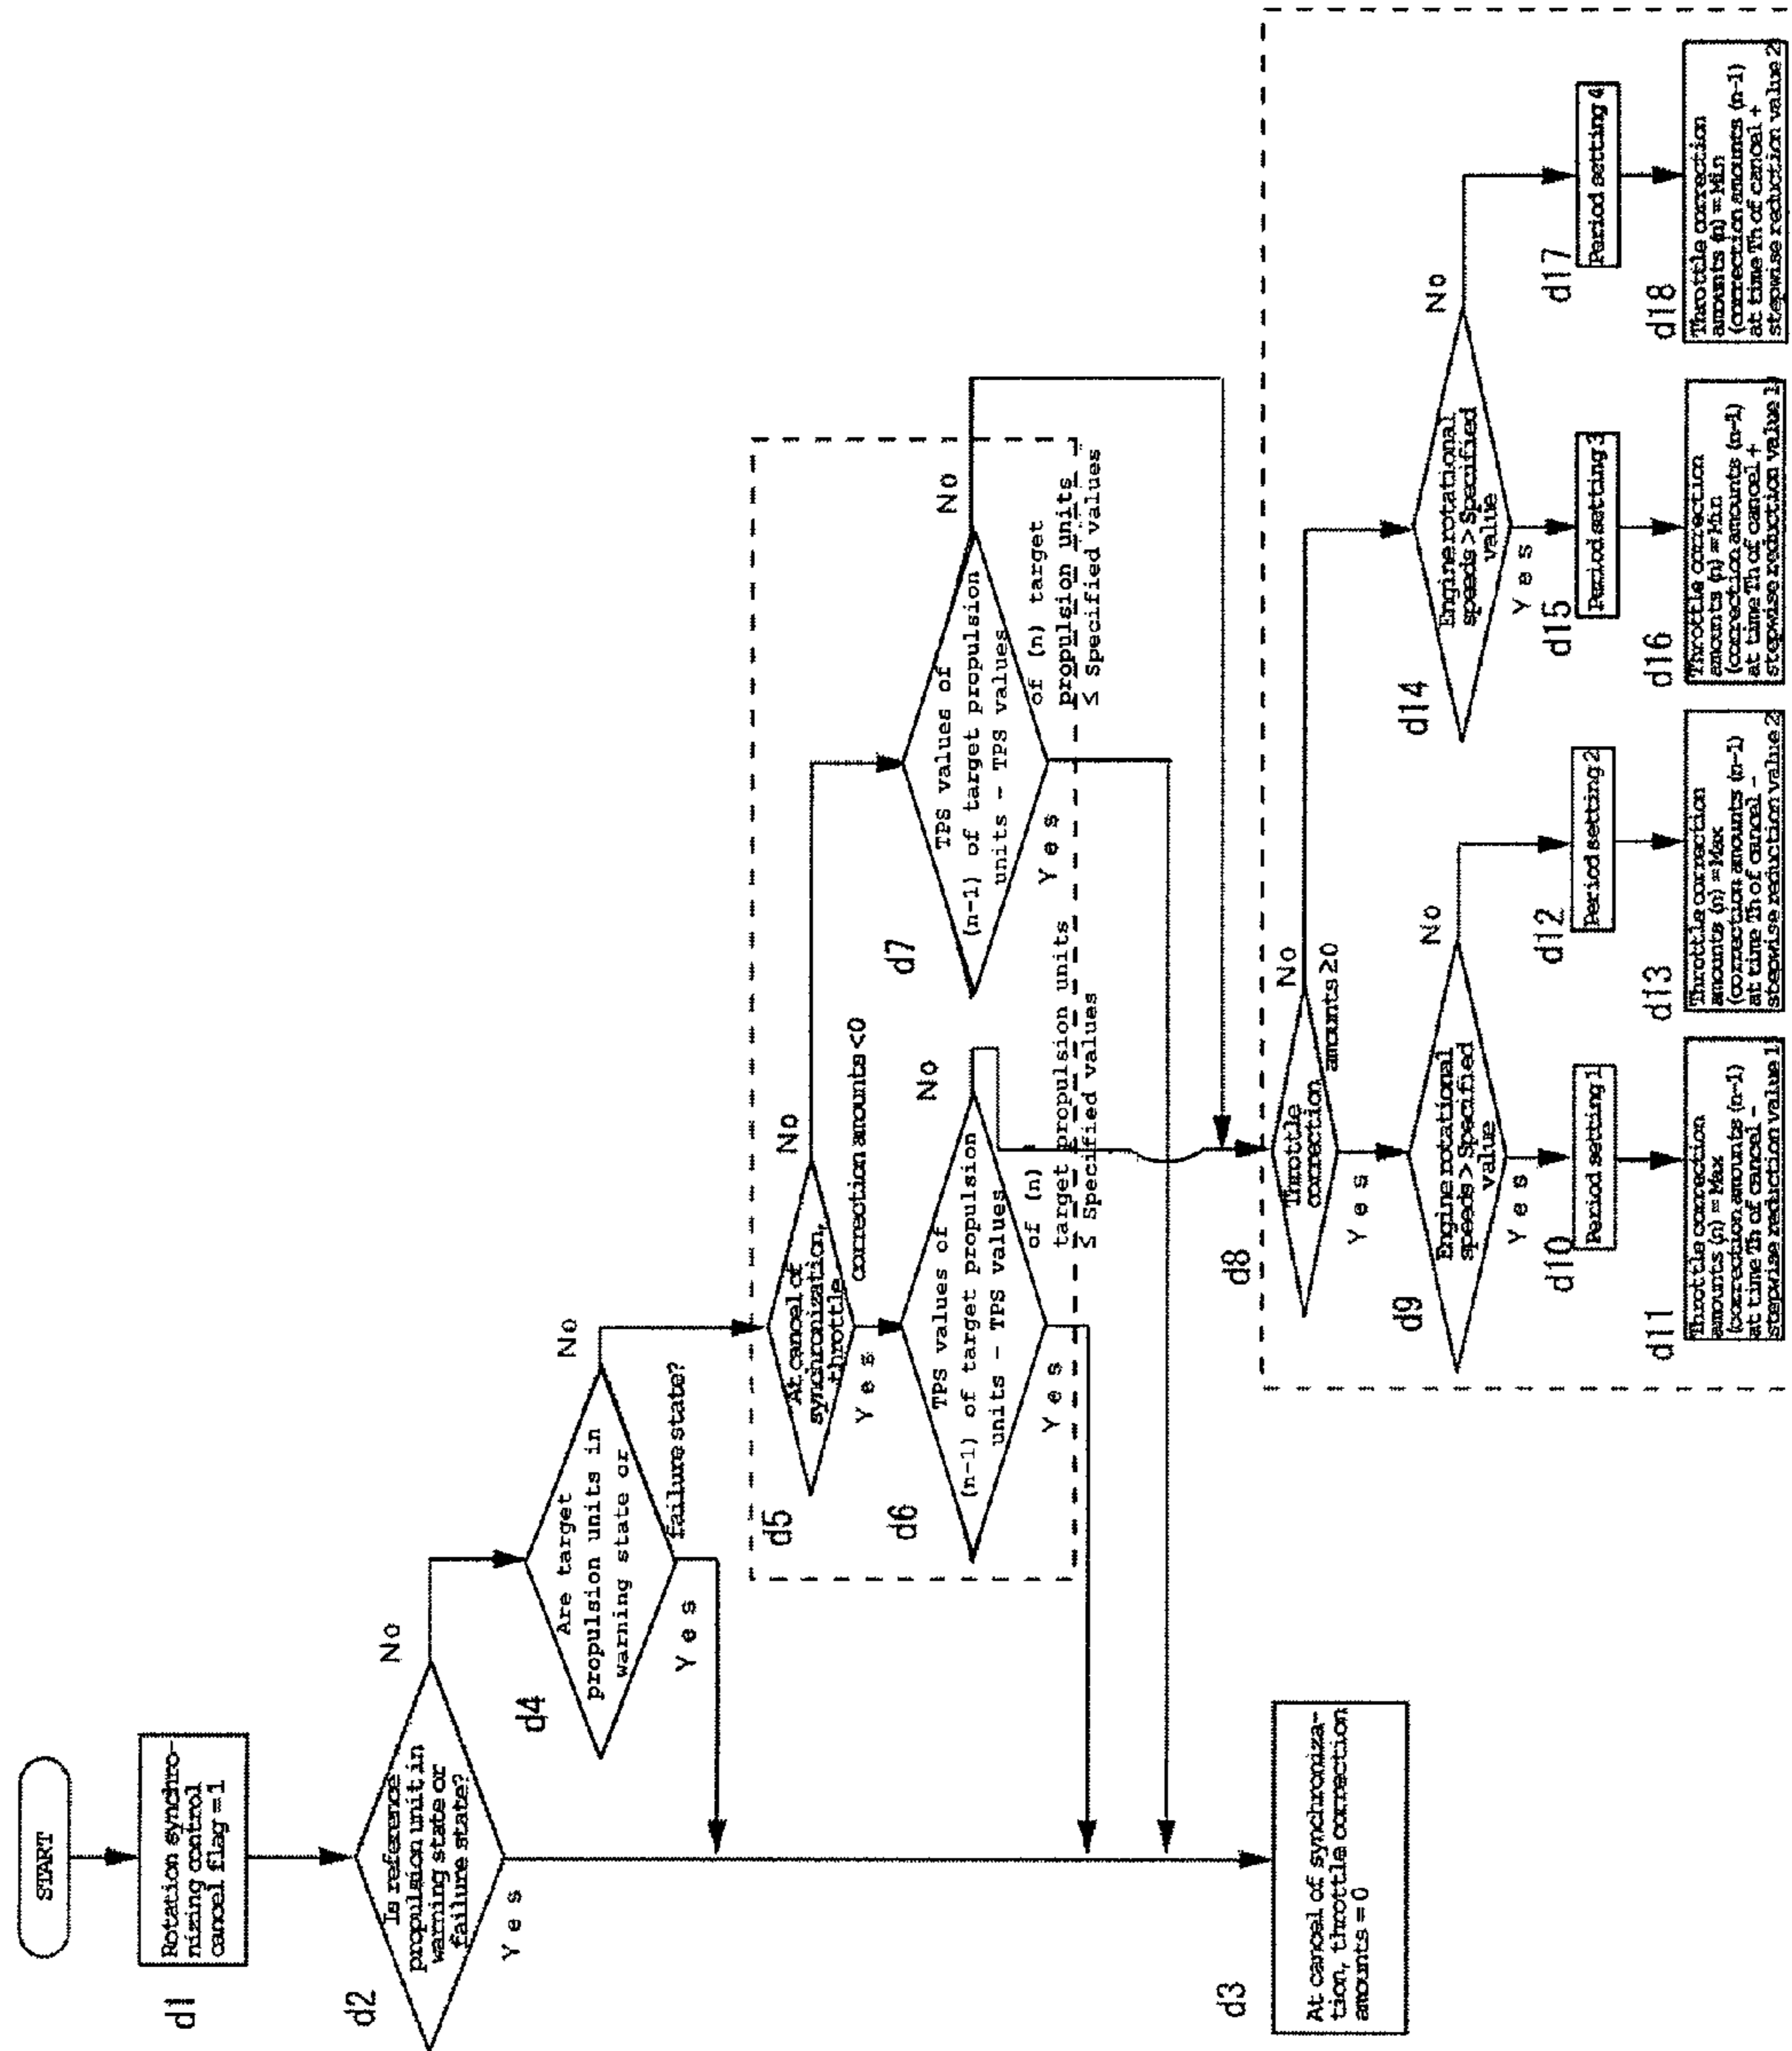 START
d1
Rotation synchro-
nizing control
cancel flag = 1
d2
Is reference
propulsion unit in
warning state or
failure state?
No
Yes
d4
Are target
propulsion units in
warning state or
failure state?
No
Yes
d5
At cancel of
synchronization,
throttle
correction amounts <0
No
Yes
d6
TPS values of
(n-1) of target propulsion
units - TPS values
of (n)
target propulsion units
≤ Specified values
No
Yes
d7
TPS values of
(n-1) of target propulsion
units - TPS values
of (n) target
propulsion units
≤ Specified values
No
Yes
d3
At cancel of synchroniza-
tion, throttle correction
amounts = 0
d8
Throttle
correction
amounts ≥0
No
Yes
d9
Engine rotational
speeds > Specified
value
No
Yes
d10
Period setting 1
d11
Throttle correction
amounts (n) = Max
(correction amounts (n-1)
at time Th of cancel -
stepwise reduction value 1)
d12
Period setting 2
d13
Throttle correction
amounts (n) = Max
(correction amounts (n-1)
at time Th of cancel -
stepwise reduction value 2)
d14
Engine rotational
speeds > Specified
value
No
Yes
d15
Period setting 3
d16
Throttle correction
amounts (n) = Min
(correction amounts (n-1)
at time Th of cancel +
stepwise reduction value 1)
d17
Period setting 4
d18
Throttle correction
amounts (n) = Min
(correction amounts (n-1)
at time Th of cancel +
stepwise reduction value 2)